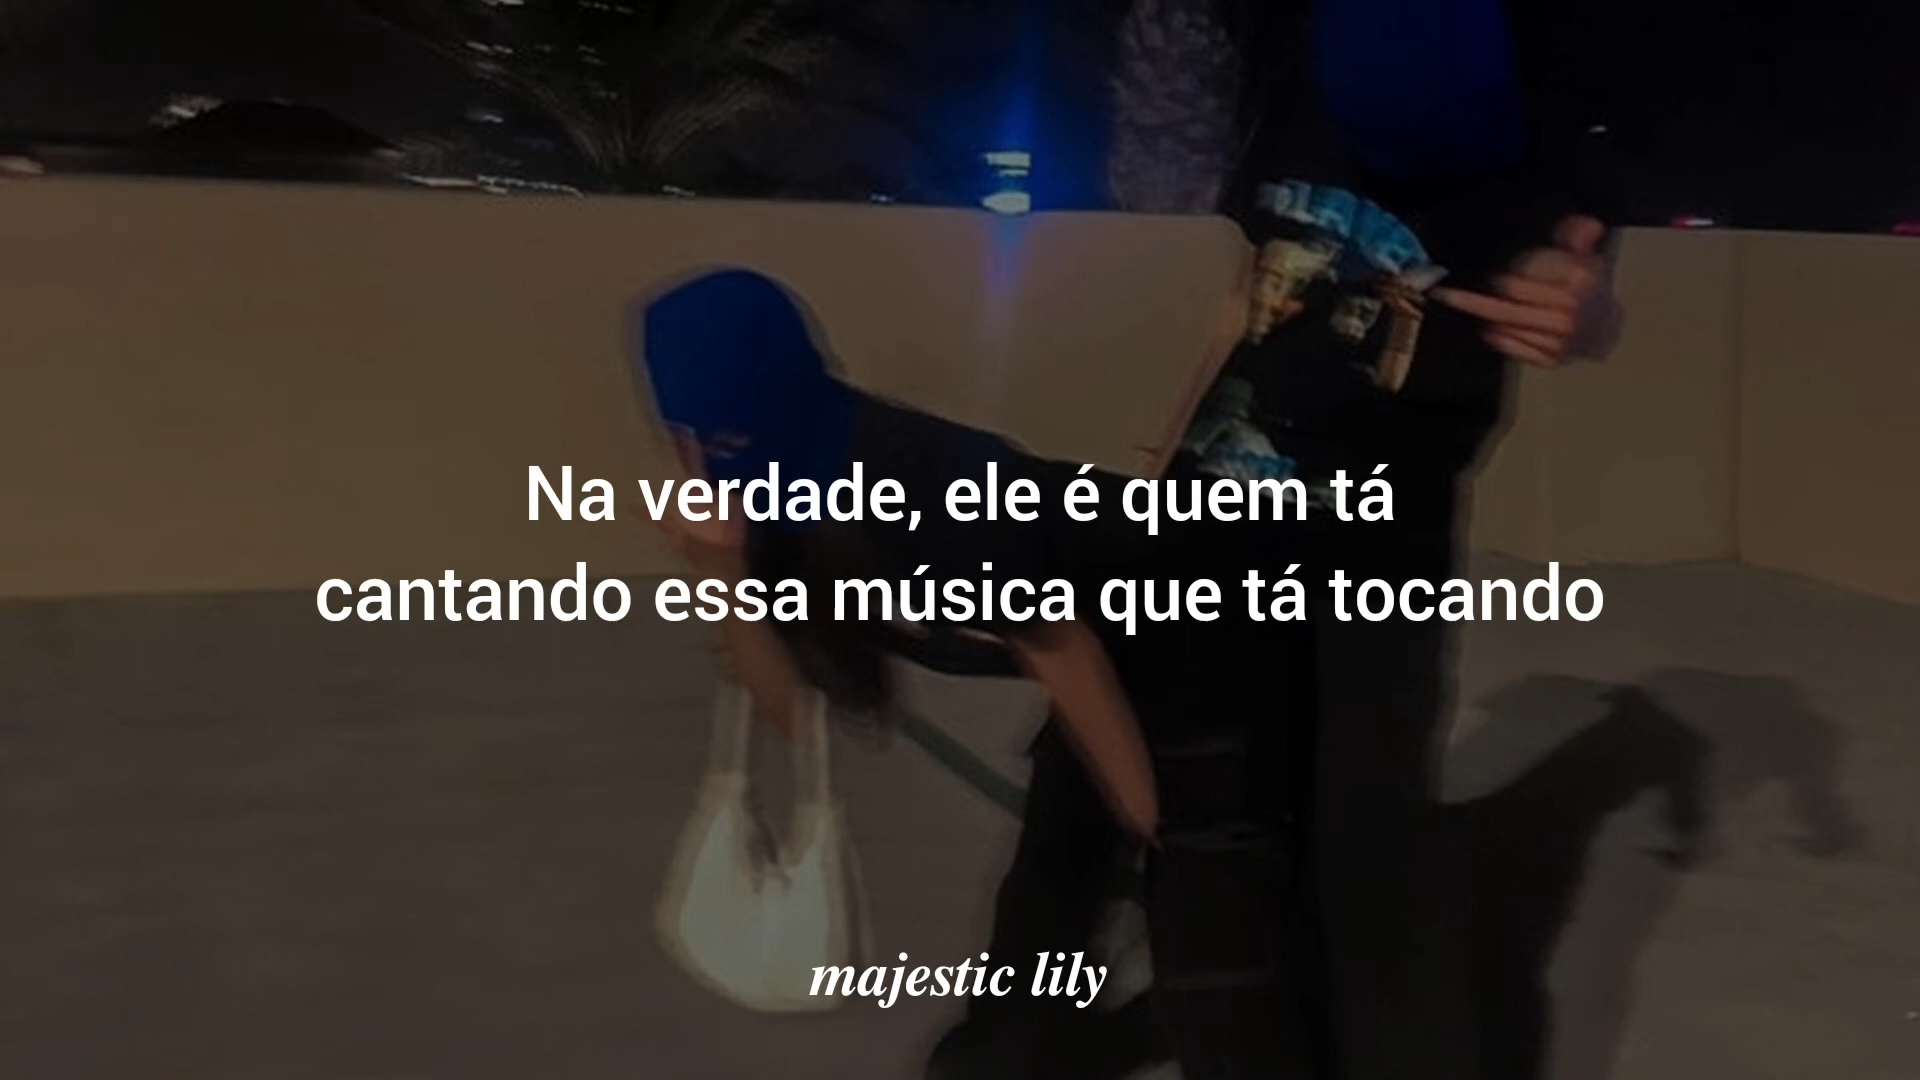 Na verdade, ele é quem tá
cantando essa música que tá tocando
majestic lily